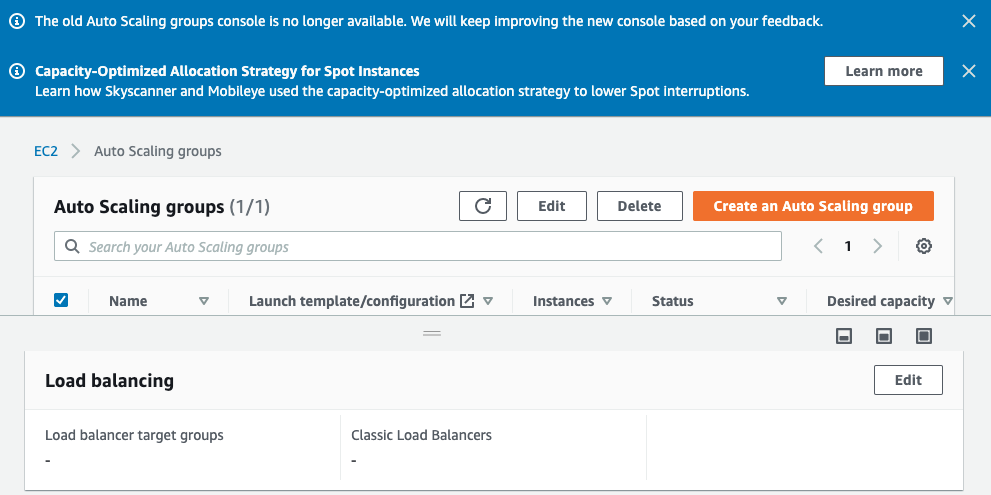 The old Auto Scaling groups console is no longer available. We will keep improving the new console based on your feedback.
Capacity-Optimized Allocation Strategy for Spot Instances
Learn how Skyscanner and Mobileye used the capacity-optimized allocation strategy to lower Spot interruptions.
Learn more
EC2 Auto Scaling groups
Auto Scaling groups (1/1)
Edit
Delete
Create an Auto Scaling group
Search your Auto Scaling groups
1
Name Launch template/configuration Instances Status Desired capacity
Load balancing
Edit
Load balancer target groups
-
Classic Load Balancers
-